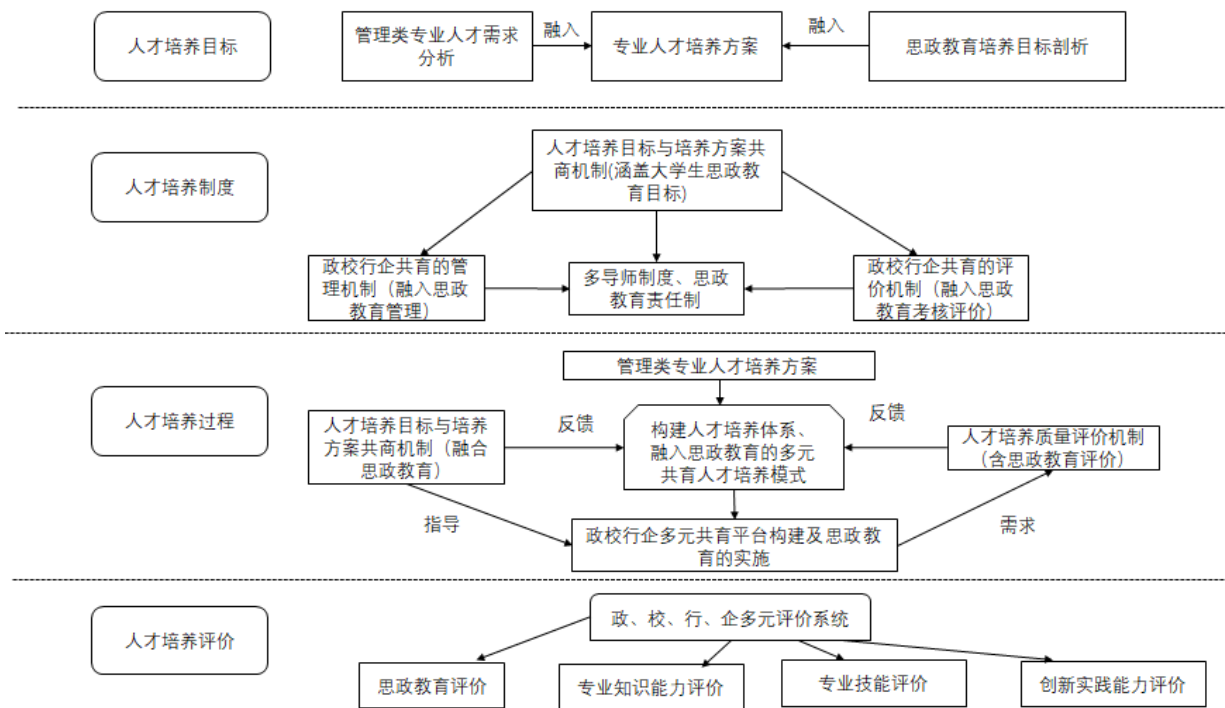 人才培养目标
管理类专业人才需求
分析
融入
专业人才培养方案
融入
思政教育培养目标剖析
人才培养制度
人才培养目标与培养方案共
商机制(涵盖大学生思政教
育目标)
政校行企共育的管
理机制（融入思政
教育管理）
多导师制度、思政
教育责任制
政校行企共育的评
价机制（融入思政
教育考核评价）
人才培养过程
管理类专业人才培养方案
人才培养目标与培养
方案共商机制（融合
思政教育）
反馈
构建人才培养体系、
融入思政教育的多元
共育人才培养模式
反馈
人才培养质量评价机制
（含思政教育评价）
指导
政校行企多元共育平台构建及思政教
育的实施
需求
人才培养评价
政、校、行、企多元评价系统
思政教育评价
专业知识能力评价
专业技能评价
创新实践能力评价